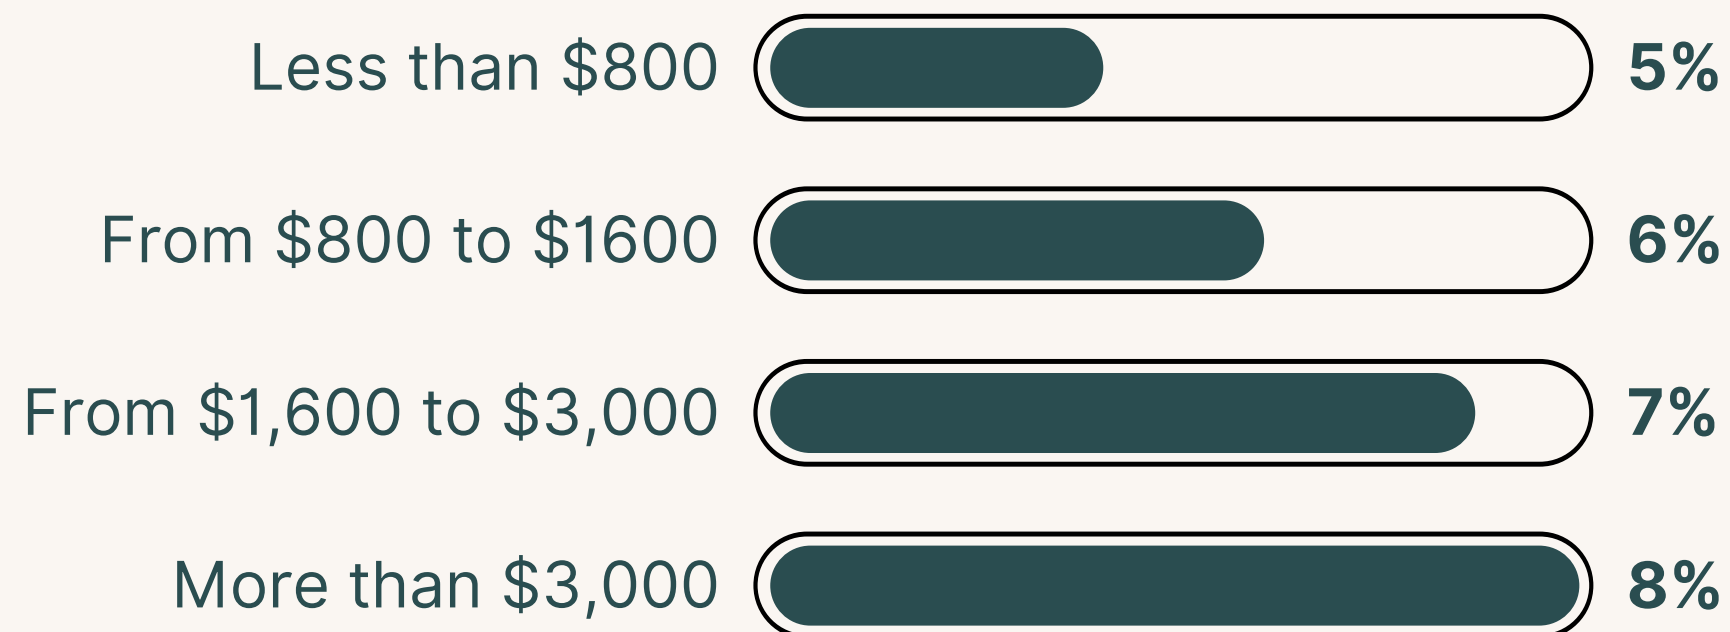 Less than $800 5%
From $800 to $1600 6%
From $1,600 to $3,000 7%
More than $3,000 8%